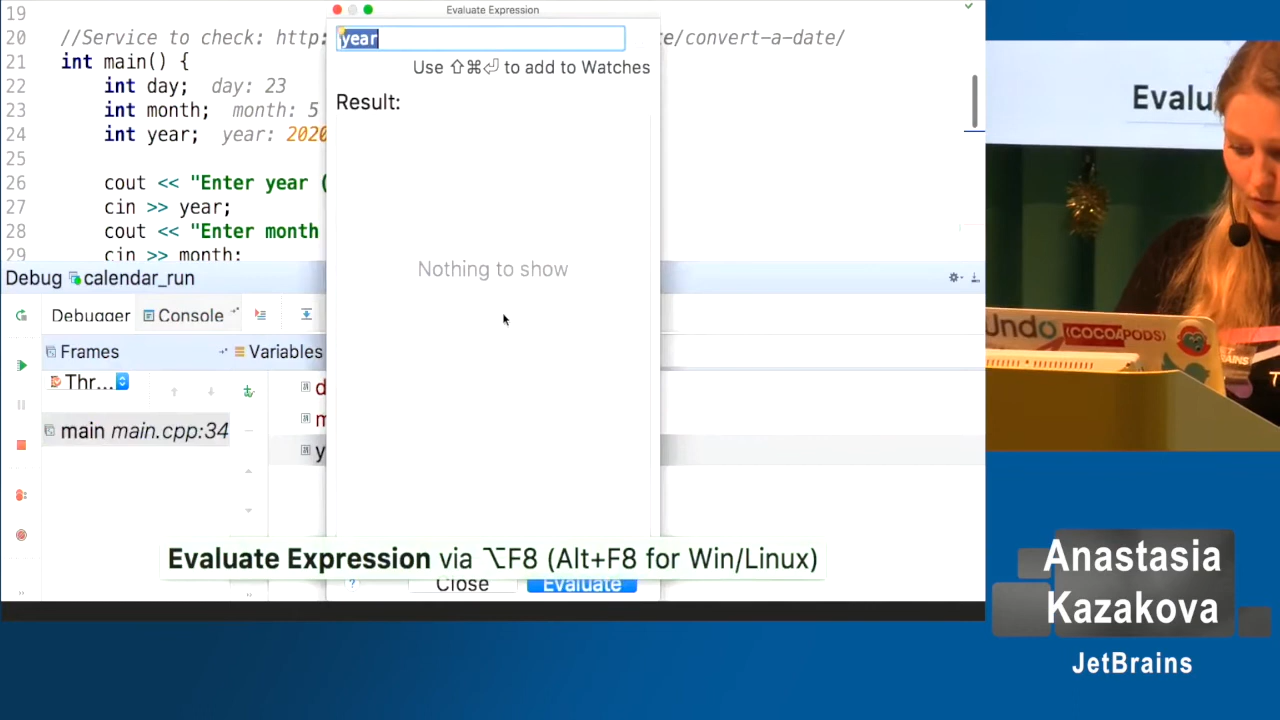 19
Evaluate Expression
20 //Service to check: http: e/convert-a-date/
year
21 int main() {
Use ⇧⌘⏎ to add to Watches
22 int day; day: 23
Result:
23 int month; month: 5
24 int year; year: 2020
25
26 cout << "Enter year (
27 cin >> year;
28 cout << "Enter month
29 cin >> month;
Nothing to show
Debug calendar_run
Debugger Console
Frames Variables
Thr...
d
m
main main.cpp:34
y
Evaluate Expression via ⌥F8 (Alt+F8 for Win/Linux)
? Close Evaluate
Evalu
undo (COCOAPODS)
Anastasia
Kazakova
JetBrains